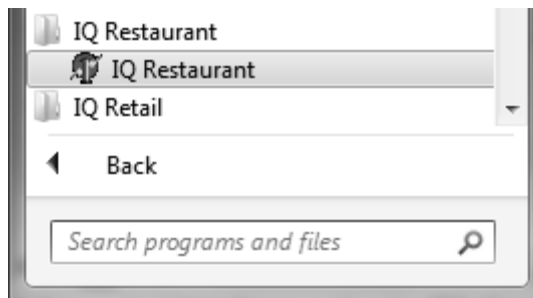 IQ Restaurant
IQ Restaurant
IQ Retail
Back
Search programs and files